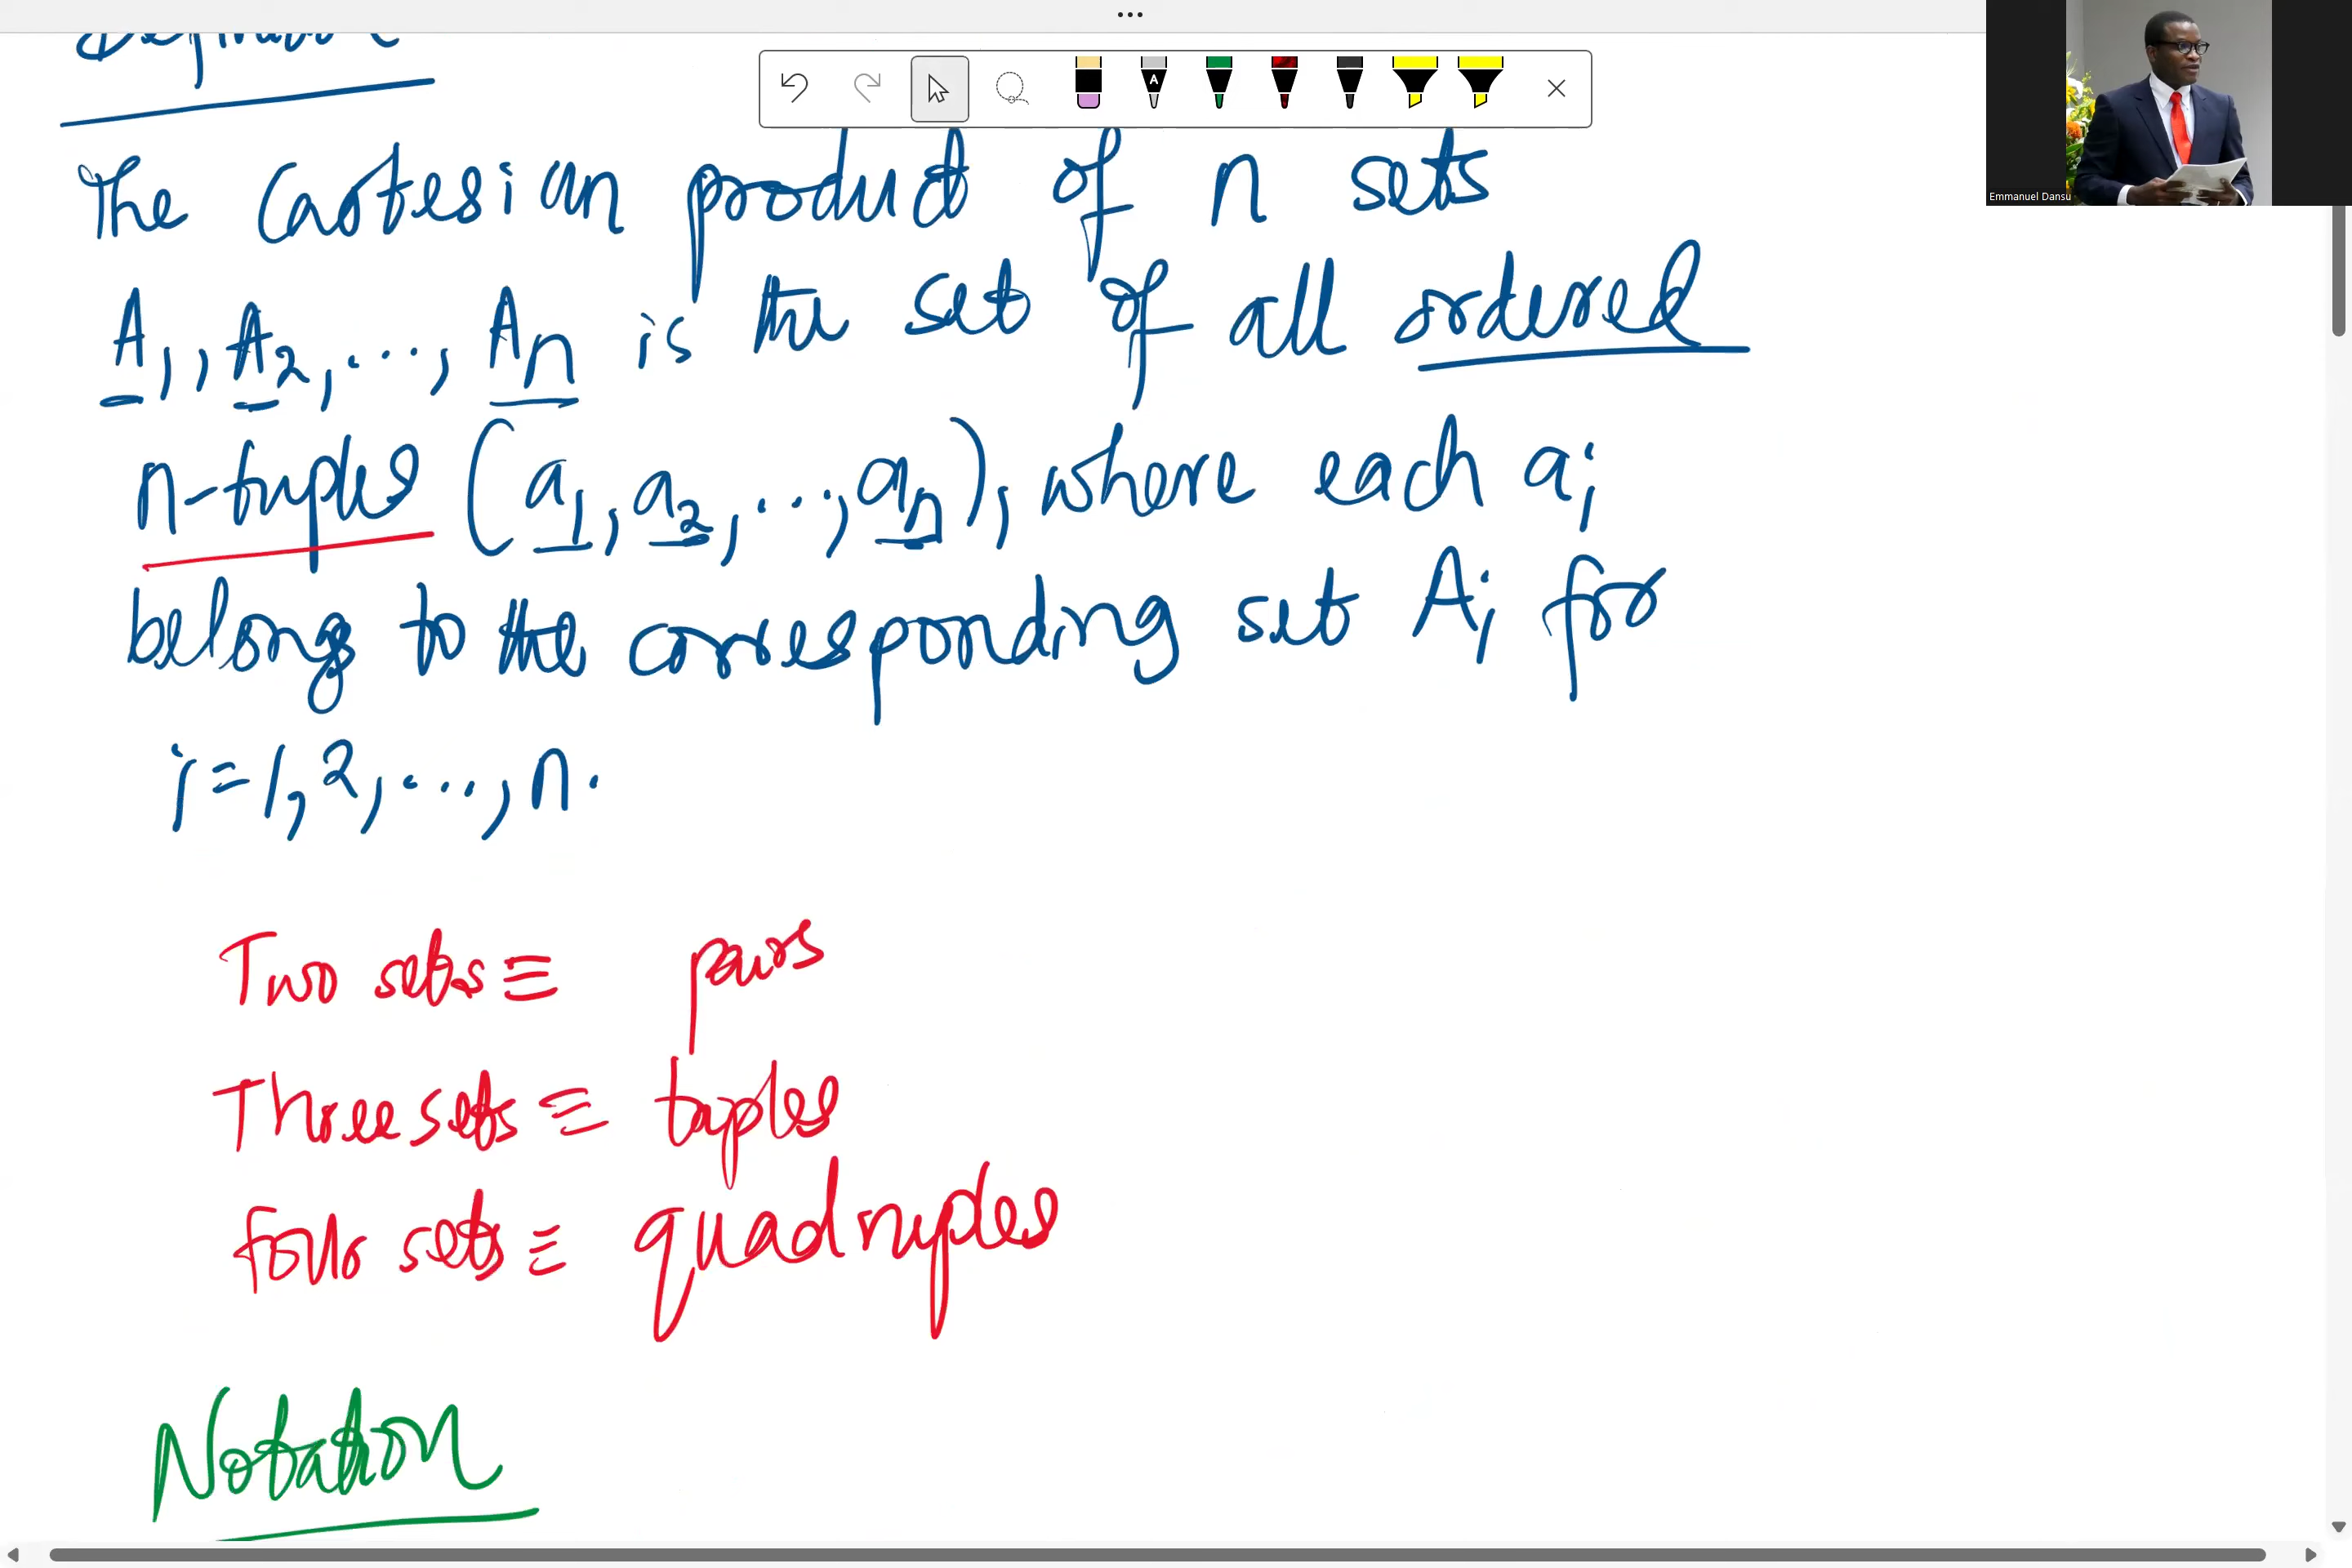 Definition
Emmanuel Dansu
The Cartesian product of n sets
A1, A2, ..., An is the set of all ordered
n-tuples (a1, a2, ..., an), where each ai
belongs to the corresponding set Ai for
i=1, 2, ..., n.
Two sets ≡ pairs
Three sets ≡ tuples
Four sets ≡ quadruples
Notation